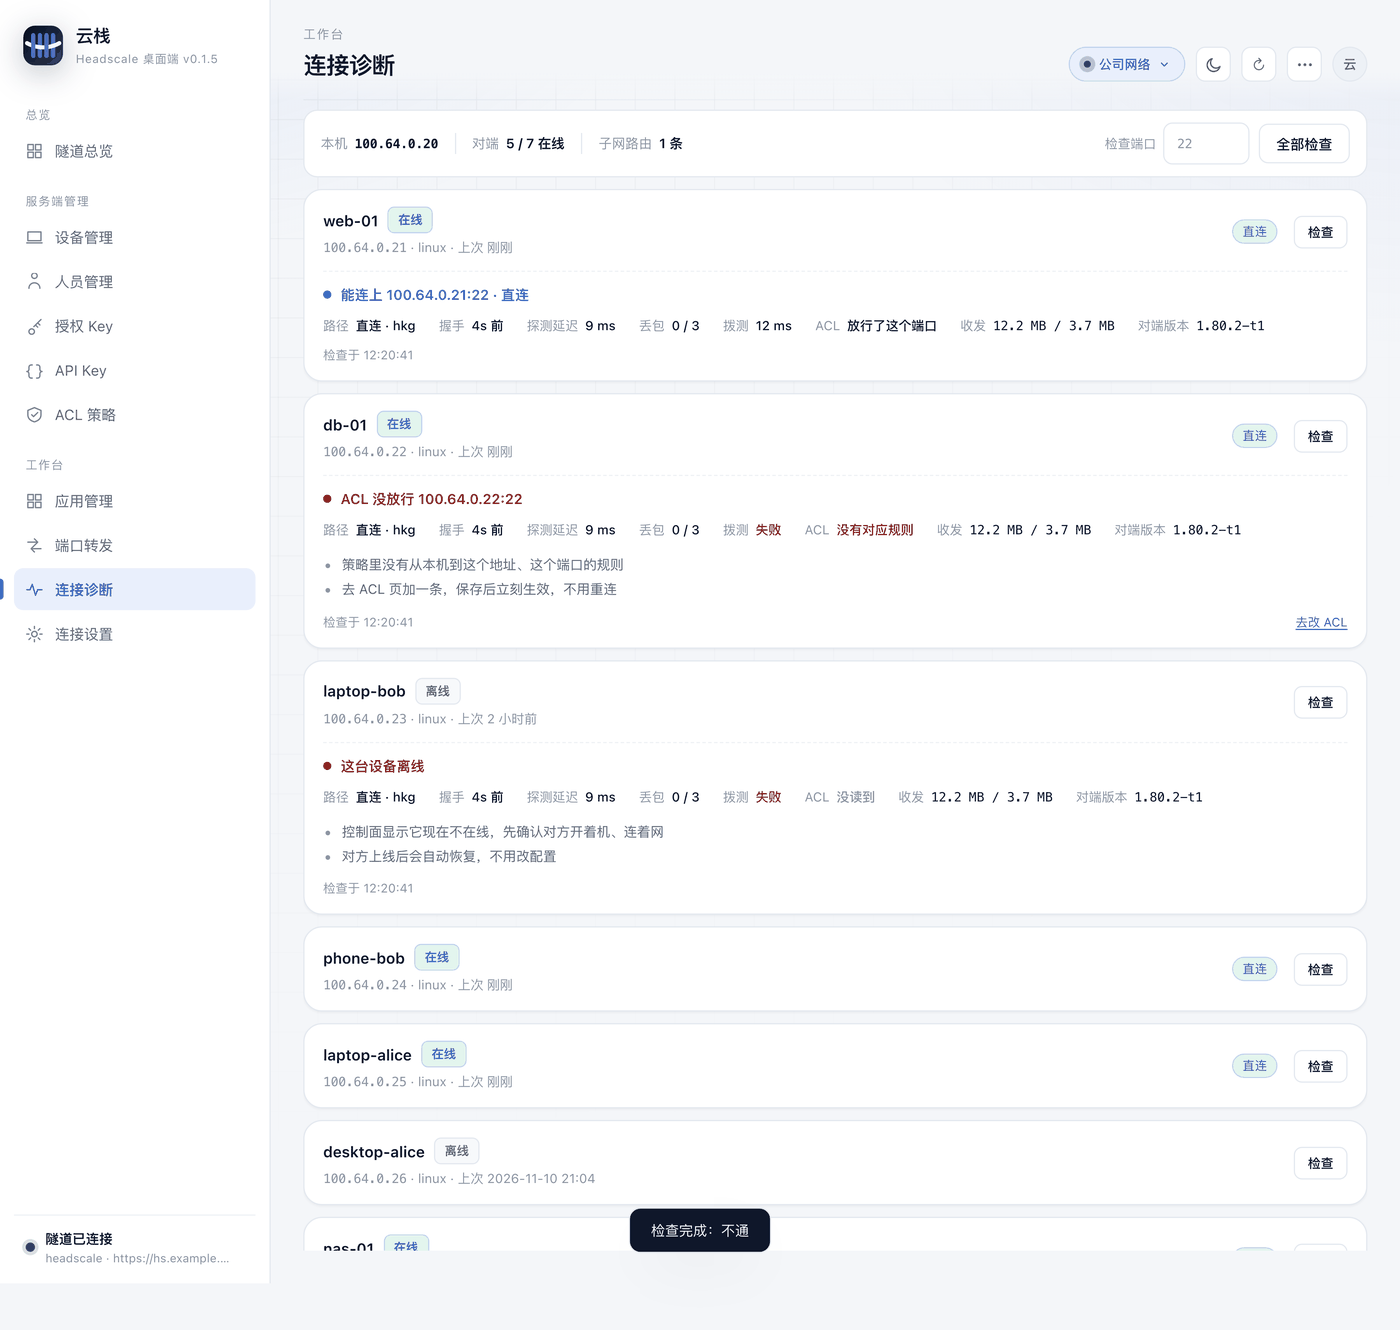 云栈
Headscale 桌面端 v0.1.5
总览
隧道总览
服务端管理
设备管理
人员管理
授权 Key
API Key
ACL 策略
工作台
应用管理
端口转发
连接诊断
连接设置
隧道已连接
headscale · https://hs.example....
工作台
连接诊断
公司网络
云
本机 100.64.0.20 对端 5 / 7 在线 子网路由 1 条 检查端口 22 全部检查
web-01 在线
100.64.0.21 · linux · 上次 刚刚
直连 检查
能连上 100.64.0.21:22 · 直连
路径 直连 · hkg 握手 4s 前 探测延迟 9 ms 丢包 0 / 3 拨测 12 ms ACL 放行了这个端口 收发 12.2 MB / 3.7 MB 对端版本 1.80.2-t1
检查于 12:20:41
db-01 在线
100.64.0.22 · linux · 上次 刚刚
直连 检查
ACL 没放行 100.64.0.22:22
路径 直连 · hkg 握手 4s 前 探测延迟 9 ms 丢包 0 / 3 拨测 失败 ACL 没有对应规则 收发 12.2 MB / 3.7 MB 对端版本 1.80.2-t1
• 策略里没有从本机到这个地址、这个端口的规则
• 去 ACL 页加一条，保存后立刻生效，不用重连
检查于 12:20:41 去改 ACL
laptop-bob 离线
100.64.0.23 · linux · 上次 2 小时前
检查
这台设备离线
路径 直连 · hkg 握手 4s 前 探测延迟 9 ms 丢包 0 / 3 拨测 失败 ACL 没读到 收发 12.2 MB / 3.7 MB 对端版本 1.80.2-t1
• 控制面显示它现在不在线，先确认对方开着机、连着网
• 对方上线后会自动恢复，不用改配置
检查于 12:20:41
phone-bob 在线
100.64.0.24 · linux · 上次 刚刚
直连 检查
laptop-alice 在线
100.64.0.25 · linux · 上次 刚刚
直连 检查
desktop-alice 离线
100.64.0.26 · linux · 上次 2026-11-10 21:04
检查
nas-01 在线
检查完成：不通